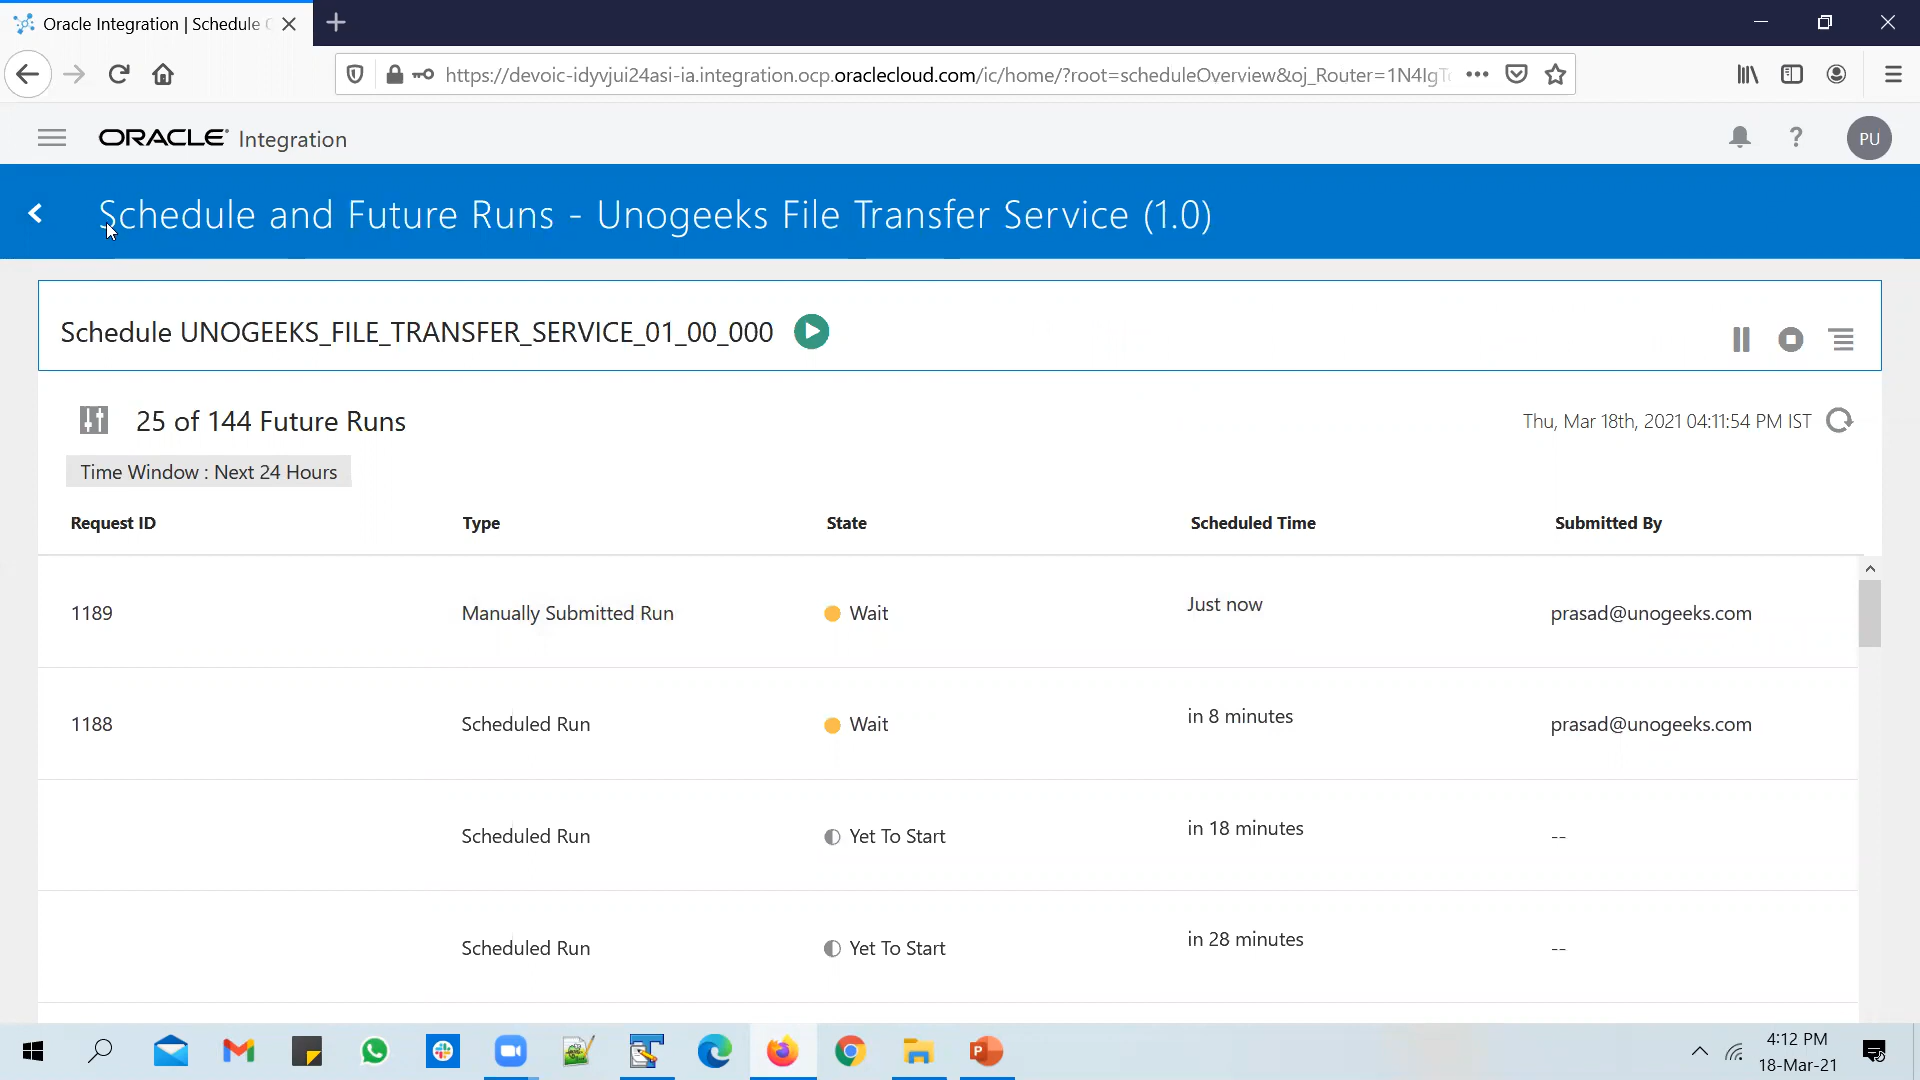 Oracle Integration | Schedule O
https://devoic-idyvjui24asi-ia.integration.ocp.oraclecloud.com/ic/home/?root=scheduleOverview&oj_Router=1N4IgT
ORACLE Integration
PU
Schedule and Future Runs - Unogeeks File Transfer Service (1.0)
Schedule UNOGEEKS_FILE_TRANSFER_SERVICE_01_00_000
25 of 144 Future Runs
Thu, Mar 18th, 2021 04:11:54 PM IST
Time Window : Next 24 Hours
Request ID Type State Scheduled Time Submitted By
1189 Manually Submitted Run Wait Just now prasad@unogeeks.com
1188 Scheduled Run Wait in 8 minutes prasad@unogeeks.com
Scheduled Run Yet To Start in 18 minutes --
Scheduled Run Yet To Start in 28 minutes --
4:12 PM
18-Mar-21